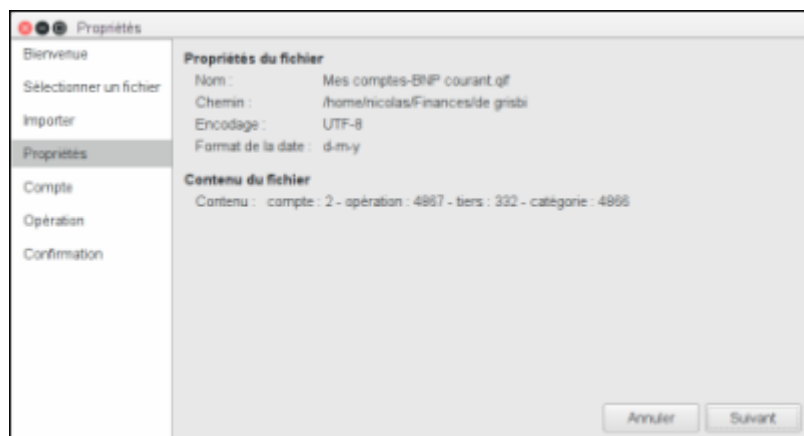 Propriétés
Bienvenue
Sélectionner un fichier
Importer
Propriétés
Compte
Opération
Confirmation
Propriétés du fichier
Nom : Mes comptes-BNP courant.qif
Chemin : /home/nicolas/Finances/de grisbi
Encodage : UTF-8
Format de la date : d-m-y
Contenu du fichier
Contenu : compte : 2 - opération : 4867 - tiers : 332 - catégorie : 4866
Annuler
Suivant